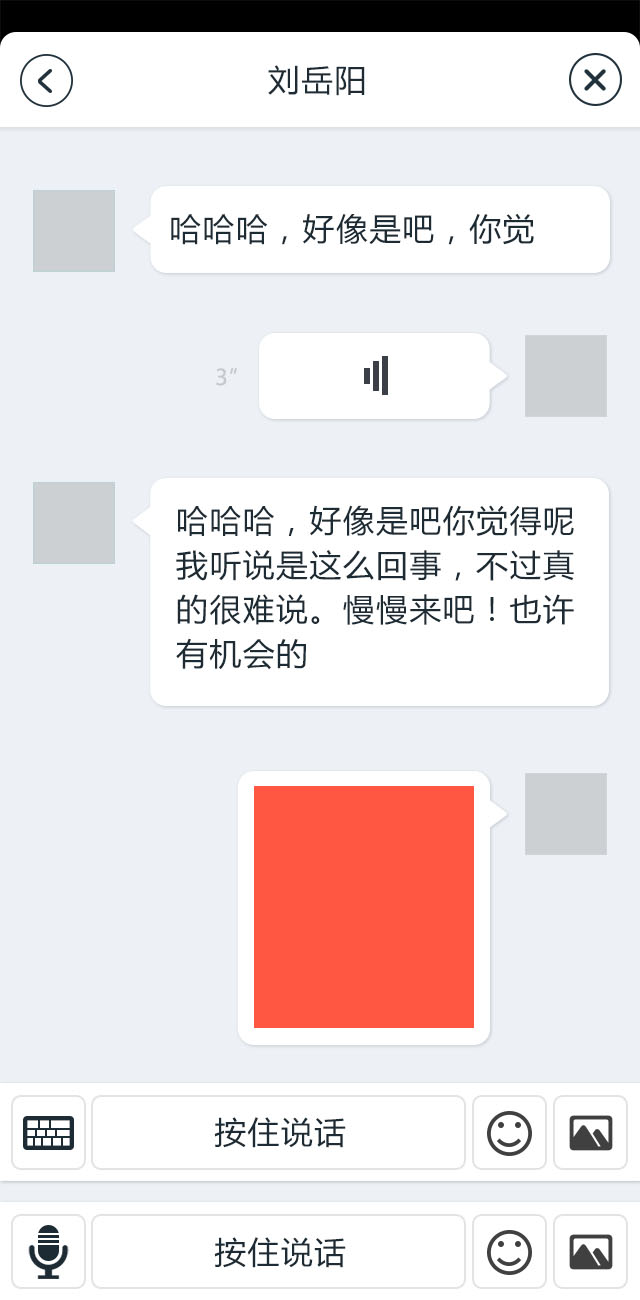 刘岳阳
哈哈哈，好像是吧，你觉
3″
哈哈哈，好像是吧你觉得呢
我听说是这么回事，不过真
的很难说。慢慢来吧！也许
有机会的
按住说话
按住说话